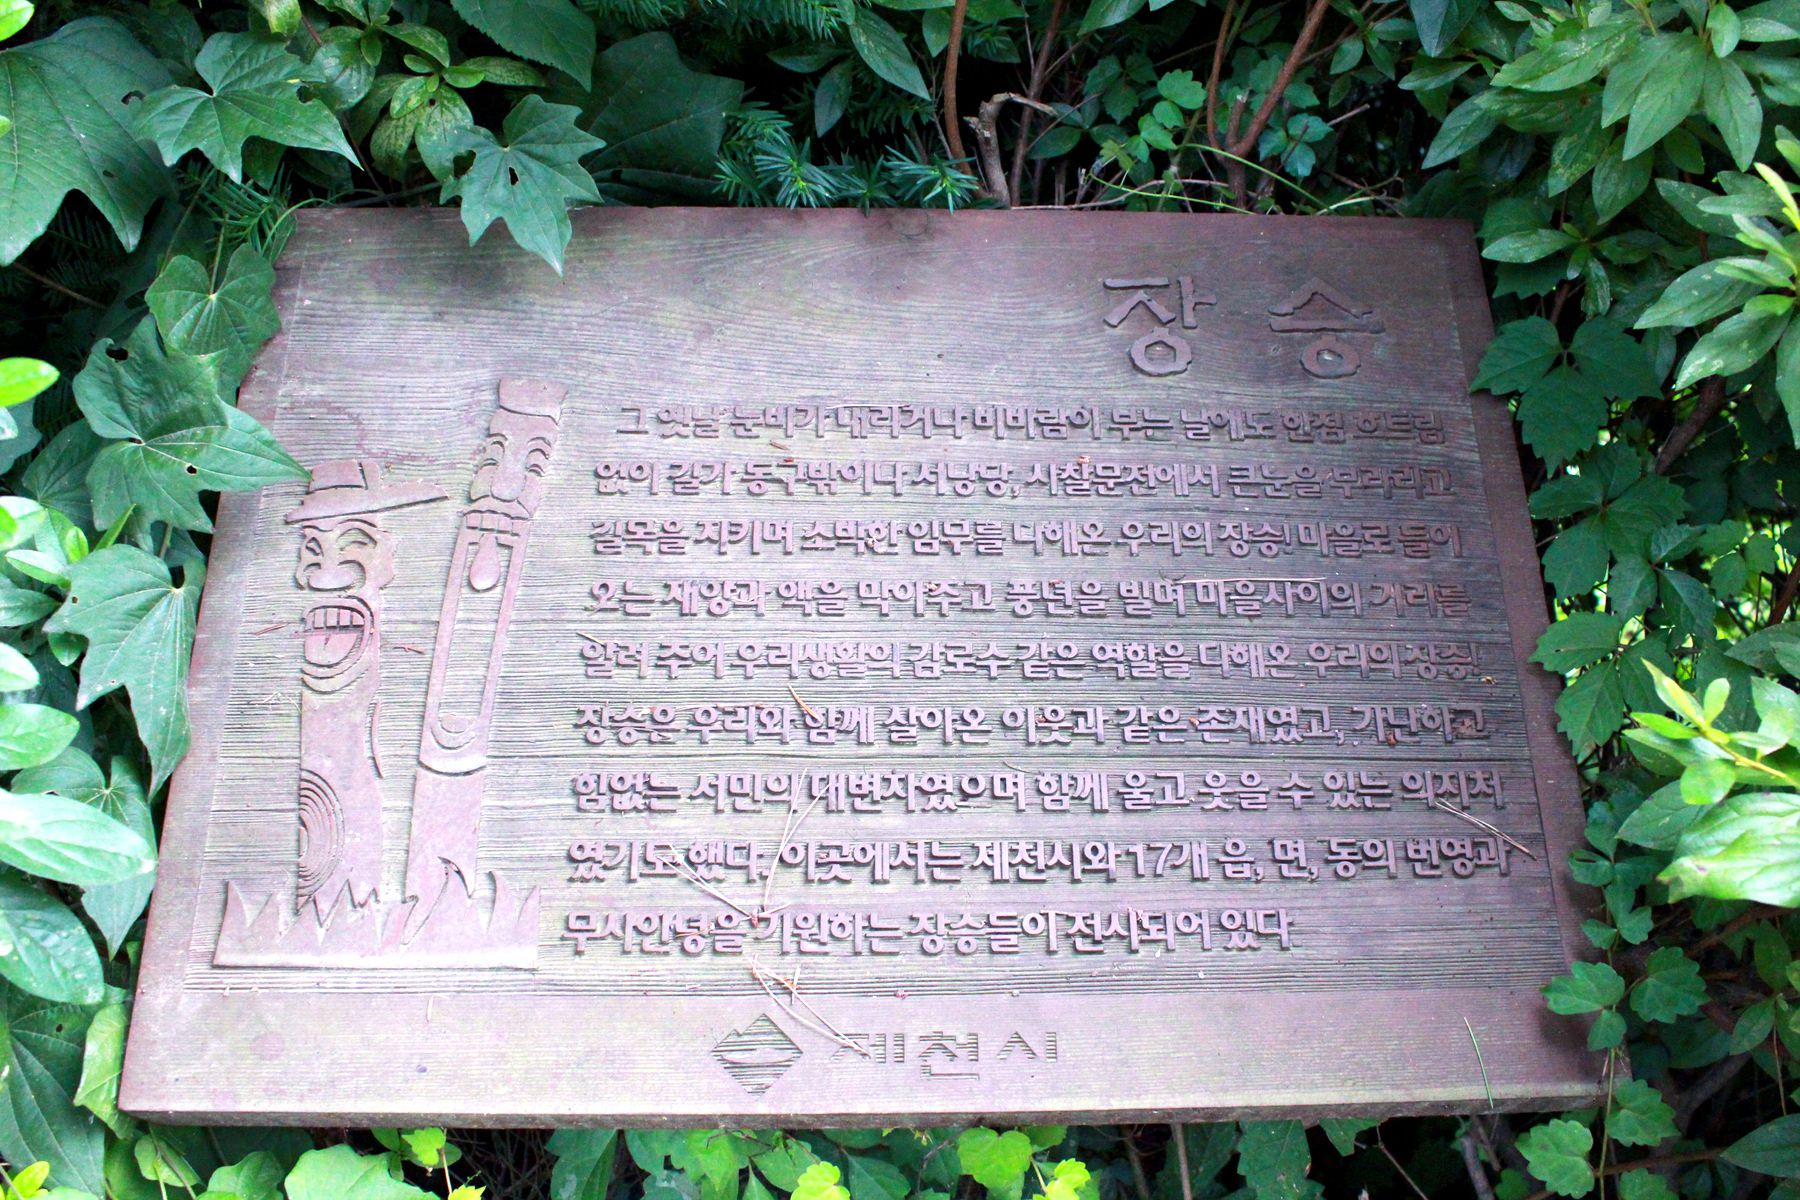 장승
그 옛날 눈비가 내리거나 비바람이 부는 날에도 한점 흐트림
없이 길가 동구밖이나 서낭당, 사찰문전에서 큰눈을 부라리고
길목을 지키며 소박한 임무를 다해온 우리의 장승! 마을로 들어
오는 재앙과 액을 막아주고 풍년을 빌며 마을사이의 거리를
알려 주어 우리생활의 감로수 같은 역할을 다해온 우리의 장승!
장승은 우리와 함께 살아온 이웃과 같은 존재였고, 가난하고
힘없는 서민의 대변자였으며 함께 울고 웃을 수 있는 의지처
였기도 했다. 이곳에서는 제천시와 17개 읍, 면, 동의 번영과
무사안녕을 기원하는 장승들이 전시되어 있다
제천시